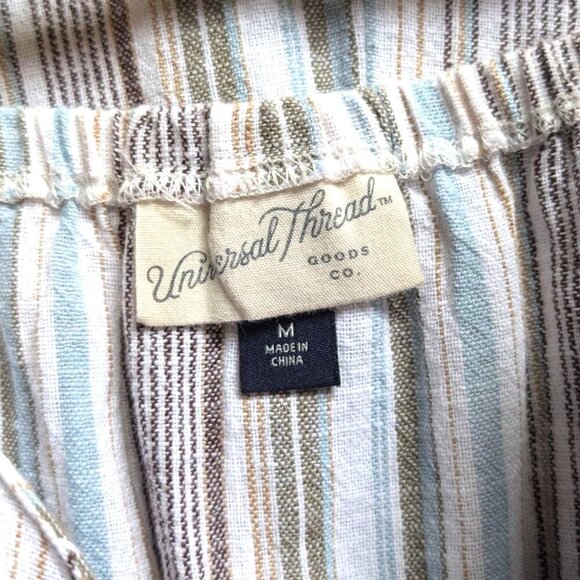 Universal Thread™
GOODS
CO.
M
MADE IN
CHINA